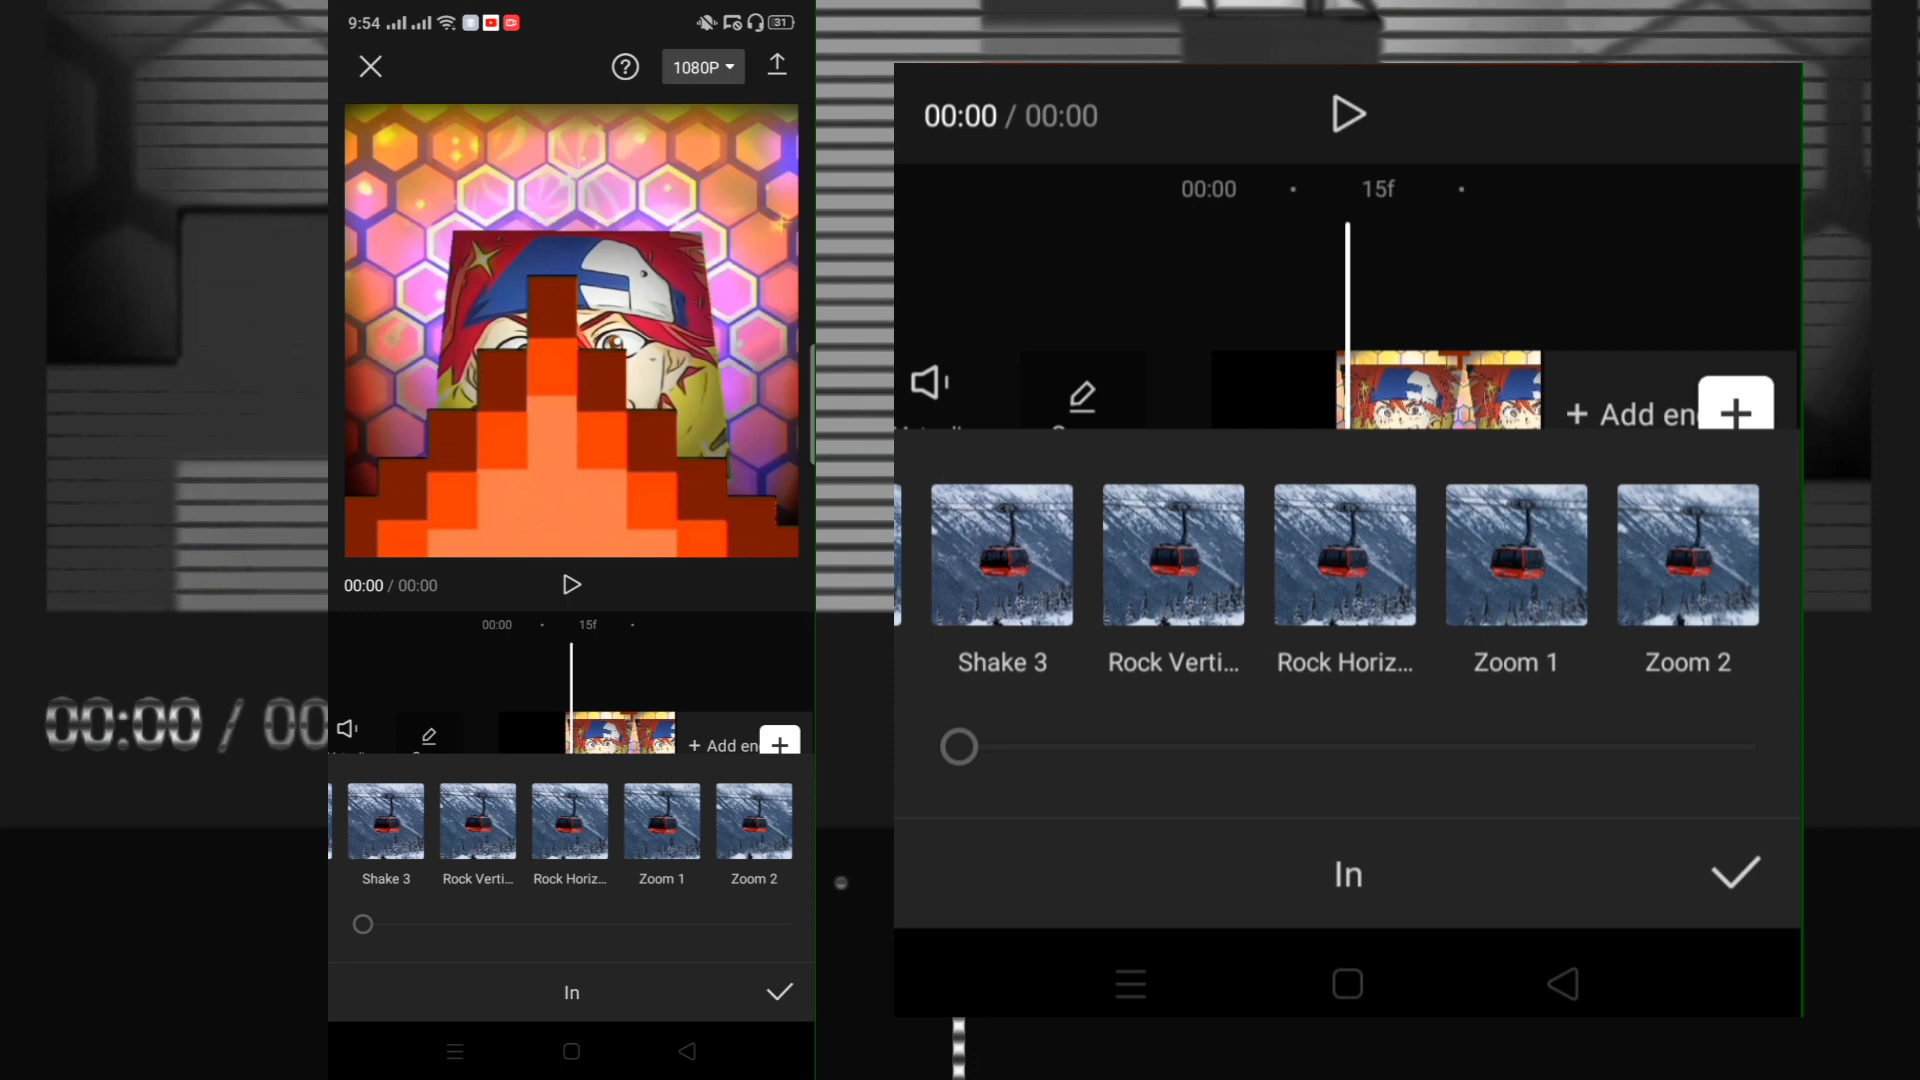 9:54
31
1080P
00:00 / 00:00
00:00 · 15f ·
+ Add en
+
Shake 3 Rock Verti... Rock Horiz... Zoom 1 Zoom 2
In
00:00 / 00:00
00:00 · 15f ·
+ Add en
+
Shake 3 Rock Verti... Rock Horiz... Zoom 1 Zoom 2
In
00:00 / 00